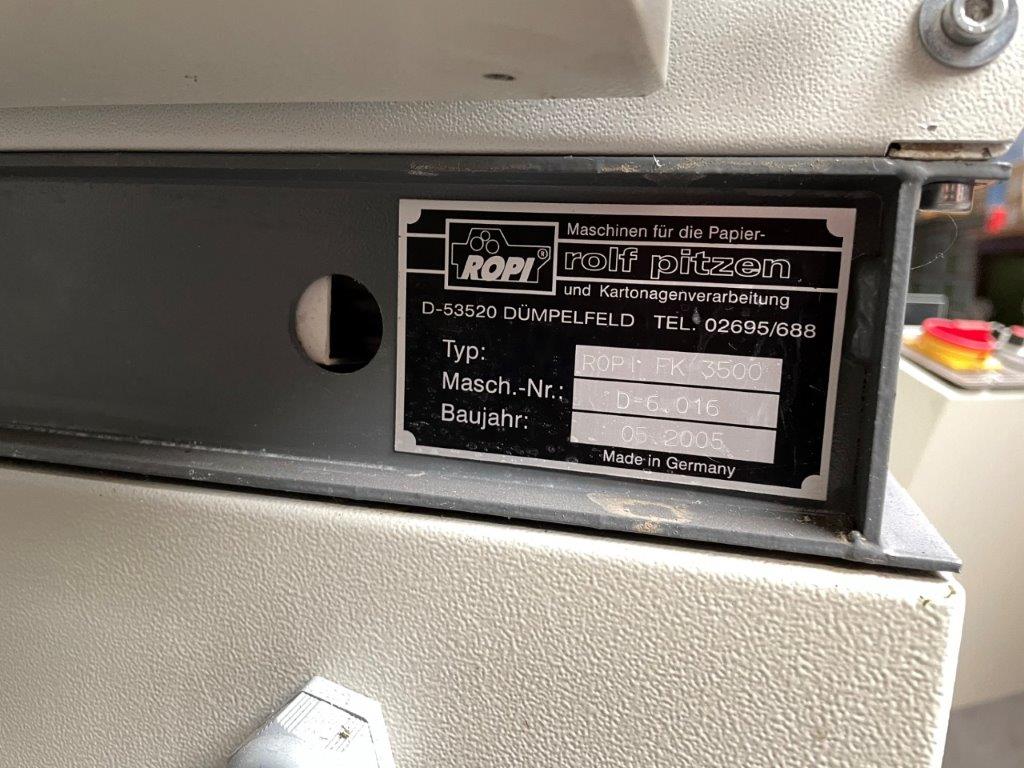 Maschinen für die Papier-
ROPI®
rolf pitzen
und Kartonagenverarbeitung
D-53520 DÜMPELFELD TEL. 02695/688
Typ: ROPI FK 3500
Masch.-Nr.: D-6.016
Baujahr: 05.2005
Made in Germany